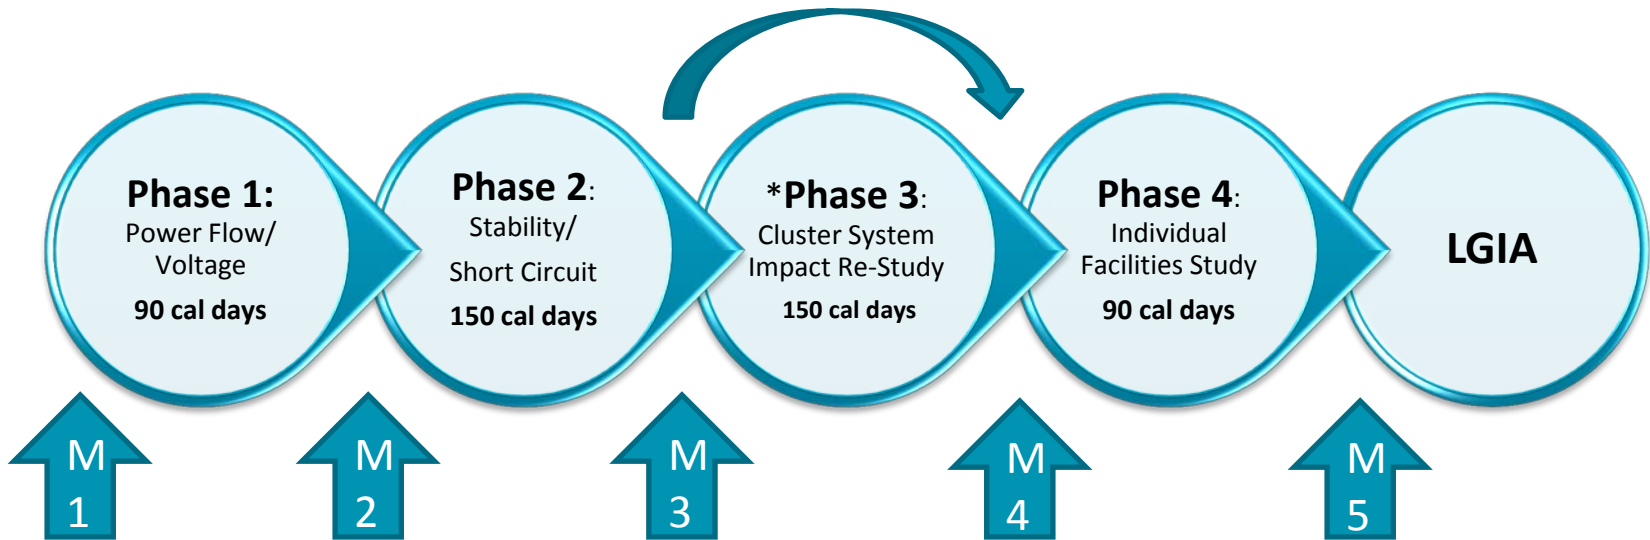 Phase 1:
Power Flow/
Voltage
90 cal days
Phase 2:
Stability/
Short Circuit
150 cal days
*Phase 3:
Cluster System
Impact Re-Study
150 cal days
Phase 4:
Individual
Facilities Study
90 cal days
LGIA
M
1
M
2
M
3
M
4
M
5